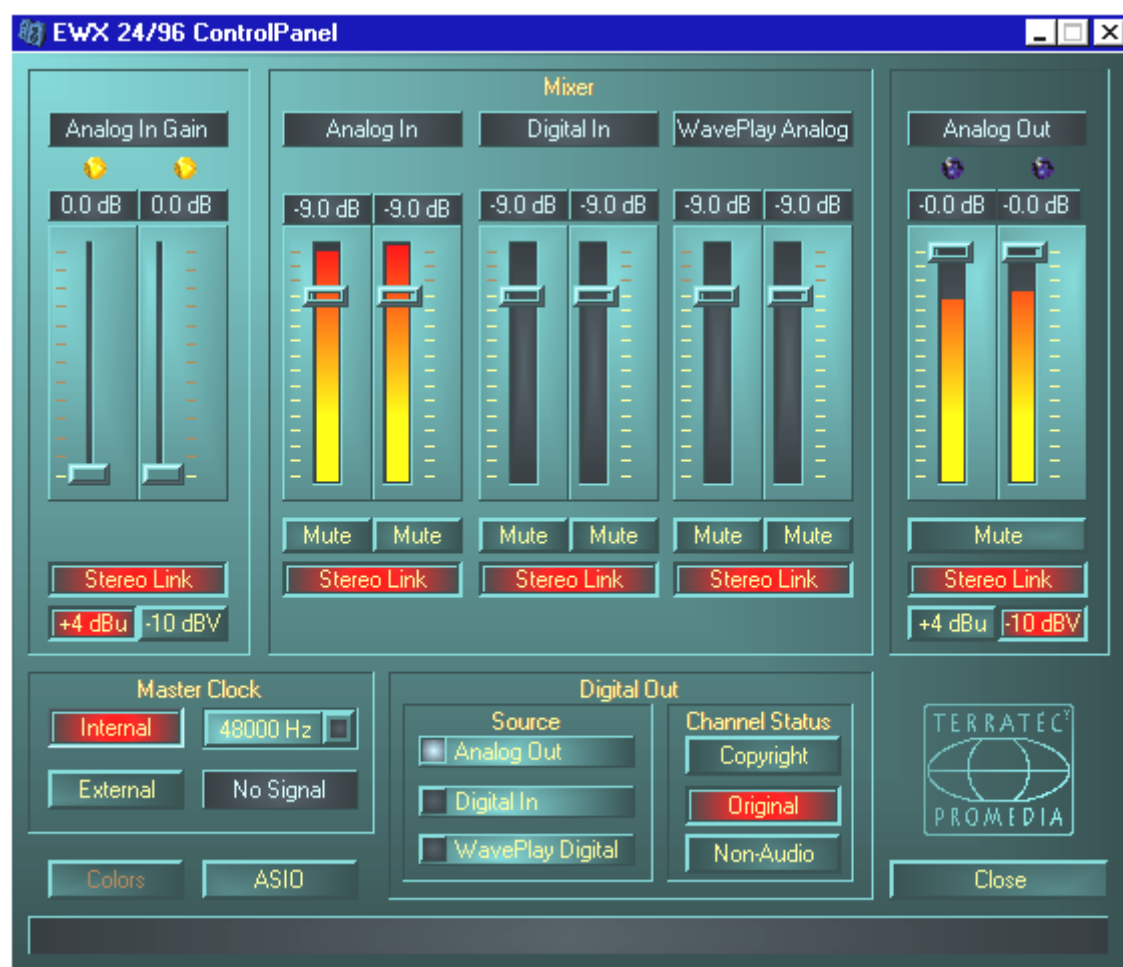 EWX 24/96 ControlPanel
Mixer
Analog In Gain
Analog In
Digital In
WavePlay Analog
Analog Out
0.0 dB
0.0 dB
-9.0 dB
-9.0 dB
-9.0 dB
-9.0 dB
-9.0 dB
-9.0 dB
-0.0 dB
-0.0 dB
Mute
Mute
Mute
Mute
Mute
Mute
Mute
Stereo Link
Stereo Link
Stereo Link
Stereo Link
Stereo Link
+4 dBu
-10 dBV
+4 dBu
-10 dBV
Master Clock
Internal
48000 Hz
External
No Signal
Digital Out
Source
Analog Out
Digital In
WavePlay Digital
Channel Status
Copyright
Original
Non-Audio
TERRATEC
PROMEDIA
Colors
ASIO
Close